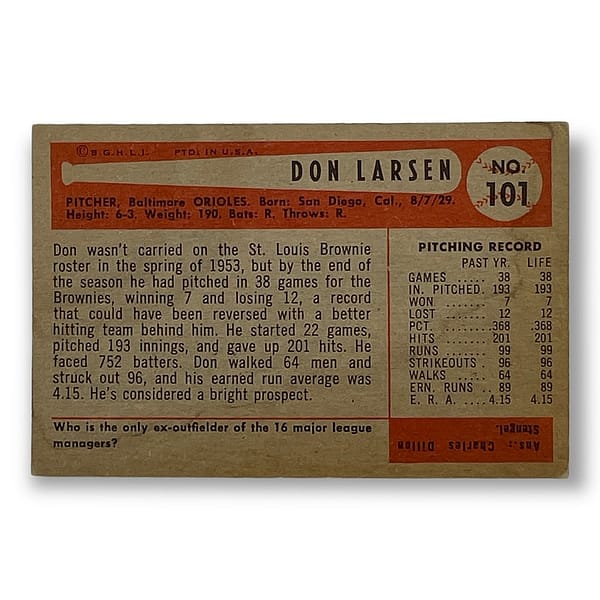 © B.G.H.L.I. PTD. IN U.S.A.
DON LARSEN
NO.
101
PITCHER, Baltimore ORIOLES. Born: San Diego, Cal., 8/7/29.
Height: 6-3. Weight: 190. Bats: R. Throws: R.
Don wasn't carried on the St. Louis Brownie
roster in the spring of 1953, but by the end of
the season he had pitched in 38 games for the
Brownies, winning 7 and losing 12, a record
that could have been reversed with a better
hitting team behind him. He started 22 games,
pitched 193 innings, and gave up 201 hits. He
faced 752 batters. Don walked 64 men and
struck out 96, and his earned run average was
4.15. He's considered a bright prospect.
PITCHING RECORD
PAST YR. LIFE
GAMES ..... 38 38
IN. PITCHED. 193 193
WON ...... 7 7
LOST ...... 12 12
PCT. ...... .368 .368
HITS ...... 201 201
RUNS ..... 99 99
STRIKEOUTS 96 96
WALKS .... 64 64
ERN. RUNS .. 89 89
E. R. A. .... 4.15 4.15
Who is the only ex-outfielder of the 16 major league
managers?
Ans.: Charles Dillon
Stengel.